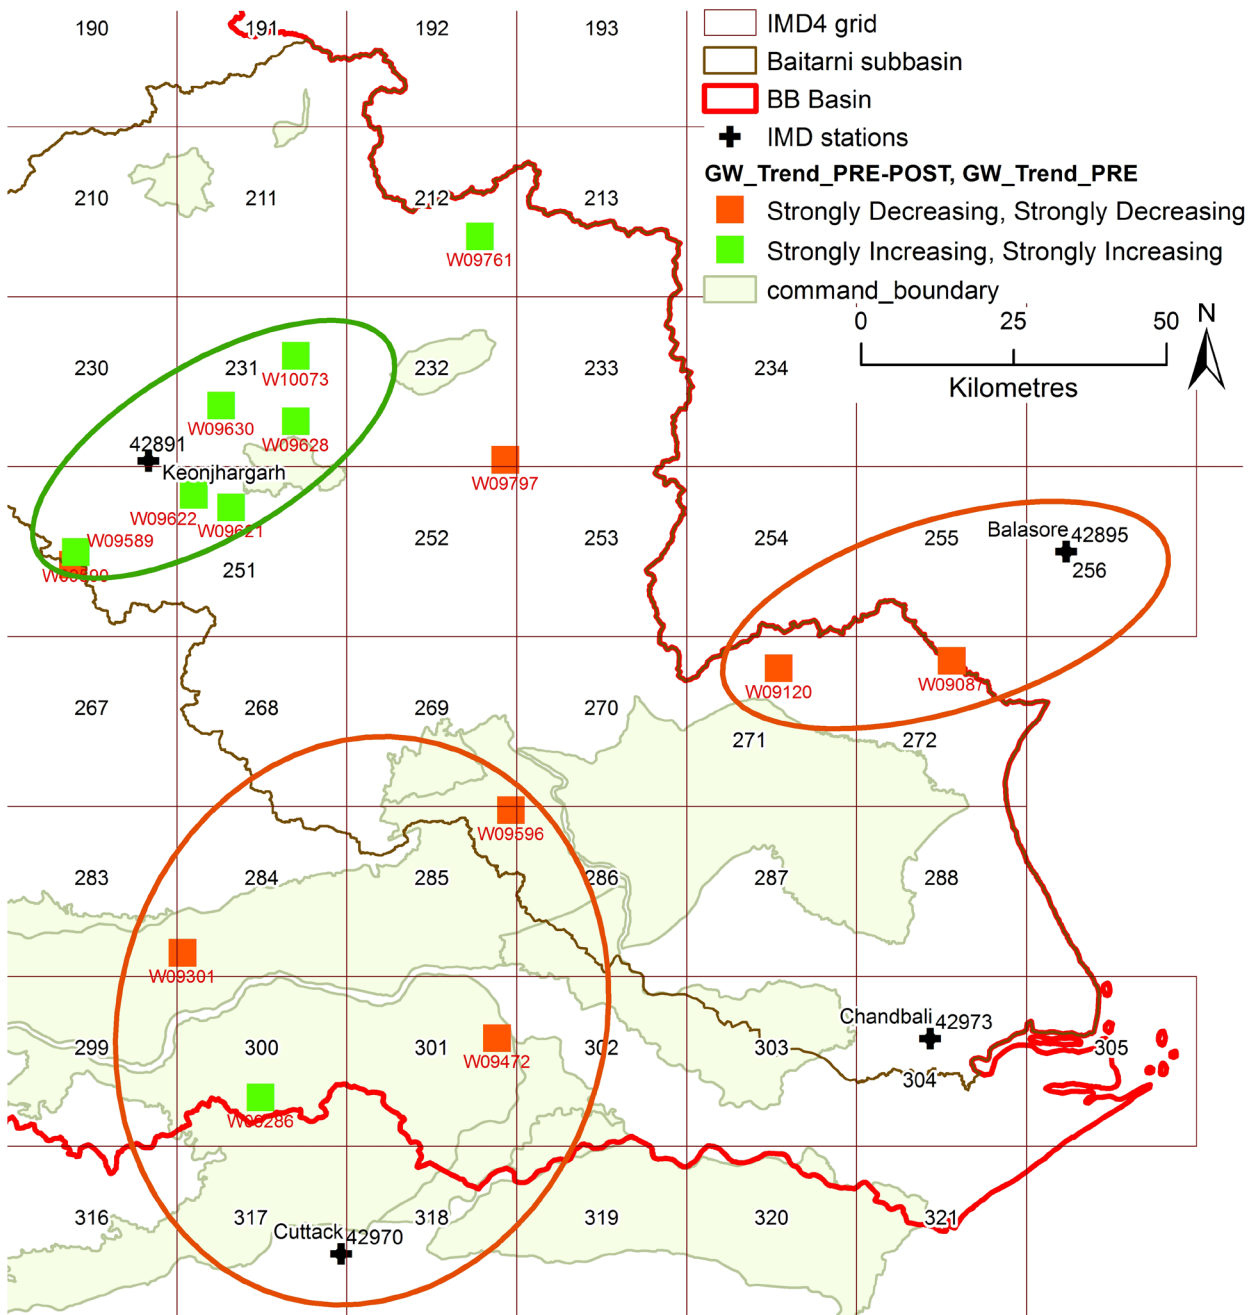 190 191 192 193
IMD4 grid
Baitarni subbasin
BB Basin
IMD stations
GW_Trend_PRE-POST, GW_Trend_PRE
Strongly Decreasing, Strongly Decreasing
Strongly Increasing, Strongly Increasing
command_boundary
210 211 212 213
W09761
0 25 50
Kilometres
N
230 231 232 233 234
W10073
W09630
W09628
42891
Keonjhargarh
W09797
W09622
W09621
W09589
W09590
251 252 253 254 255
Balasore 42895
256
W09120
W09087
267 268 269 270
271 272
W09596
283 284 285 286 287 288
W09301
Chandbali 42973
299 300 301 302 303 305
W09472
304
W09286
316 317 318 319 320 321
Cuttack 42970